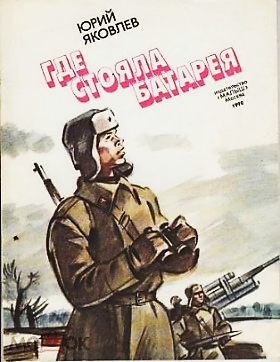 ЮРИЙ
ЯКОВЛЕВ
ГДЕ
СТОЯЛА
БАТАРЕЯ
ИЗДАТЕЛЬСТВО
«МАЛЫШ»
МОСКВА
1990